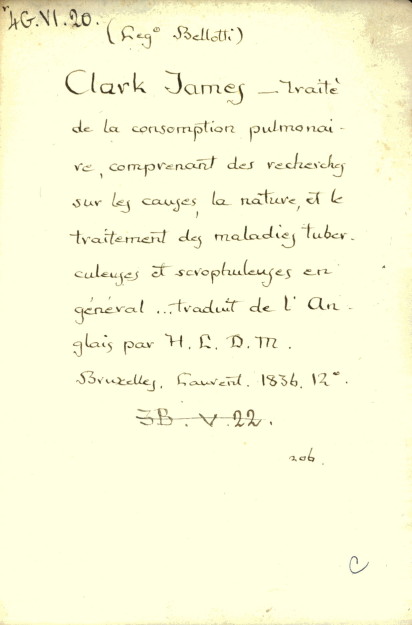 4G.VI.20. (Leg° Bellotti)
Clark James — Traité
de la consomption pulmonai-
re, comprenant des recherches
sur les causes, la nature, et le
traitement des maladies tuber-
culeuses et scrophuleuses en
général ... traduit de l'An-
glais par H. L. D. M.
Bruxelles. Laurent. 1836. 12°.
3B. V. 22.
206.
C